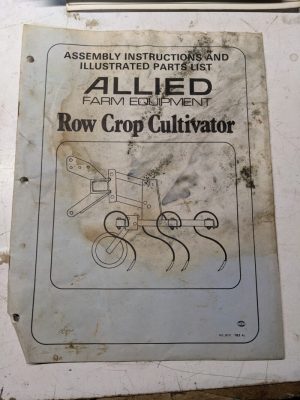 ASSEMBLY INSTRUCTIONS AND
ILLUSTRATED PARTS LIST
ALLIED
FARM EQUIPMENT
Row Crop Cultivator